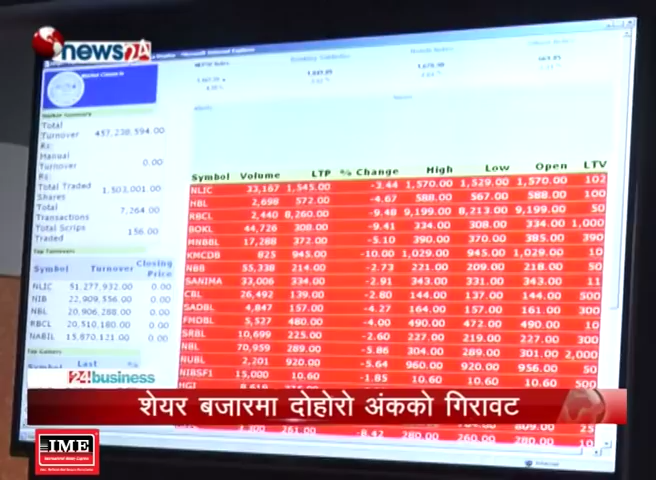 news24
Market Summary
Total
Turnover 457,238,594.00
Rs:
Manual
Turnover 0.00
Rs:
Total Traded
Shares 1,503,001.00
Total
Transactions 7,264.00
Total Scrips
Traded 156.00
Top Turnovers
Symbol Turnover Closing Price
NLIC 51,277,932.00 0.00
NIB 22,909,556.00 0.00
NBL 20,906,288.00 0.00
RBCL 20,510,180.00 0.00
NABIL 15,870,121.00 0.00
Top Gainers
Symbol Last
Symbol Volume LTP % Change High Low Open LTV
NLIC 33,167 1,545.00 -3.44 1,570.00 1,529.00 1,570.00 102
HBL 2,698 572.00 -4.67 588.00 567.00 588.00 100
RBCL 2,440 8,260.00 -9.48 9,199.00 8,213.00 9,199.00 50
BOKL 44,726 308.00 -9.41 334.00 308.00 334.00 1,000
MNBBL 17,288 372.00 -5.10 390.00 370.00 385.00 390
KMCDB 825 945.00 -10.00 1,029.00 945.00 1,029.00 10
NBB 55,338 214.00 -2.73 221.00 209.00 218.00 50
SANIMA 33,006 334.00 -2.91 343.00 331.00 343.00 11
CBL 26,492 139.00 -2.80 144.00 137.00 144.00 500
SADBL 4,847 157.00 -4.27 164.00 157.00 161.00 300
FMDBL 5,527 480.00 -4.00 490.00 472.00 490.00 10
SRBL 10,699 225.00 -2.60 227.00 219.00 227.00 300
NBL 70,959 289.00 -5.86 304.00 289.00 301.00 2,000
NUBL 2,201 920.00 -5.64 960.00 920.00 956.00 50
NIBSF1 15,000 10.60 -1.85 10.60 10.60 10.60 500
24 business
शेयर बजारमा दोहोरो अंकको गिरावट
261.00 -8.42 280.00 260.00 280.00 10
IME